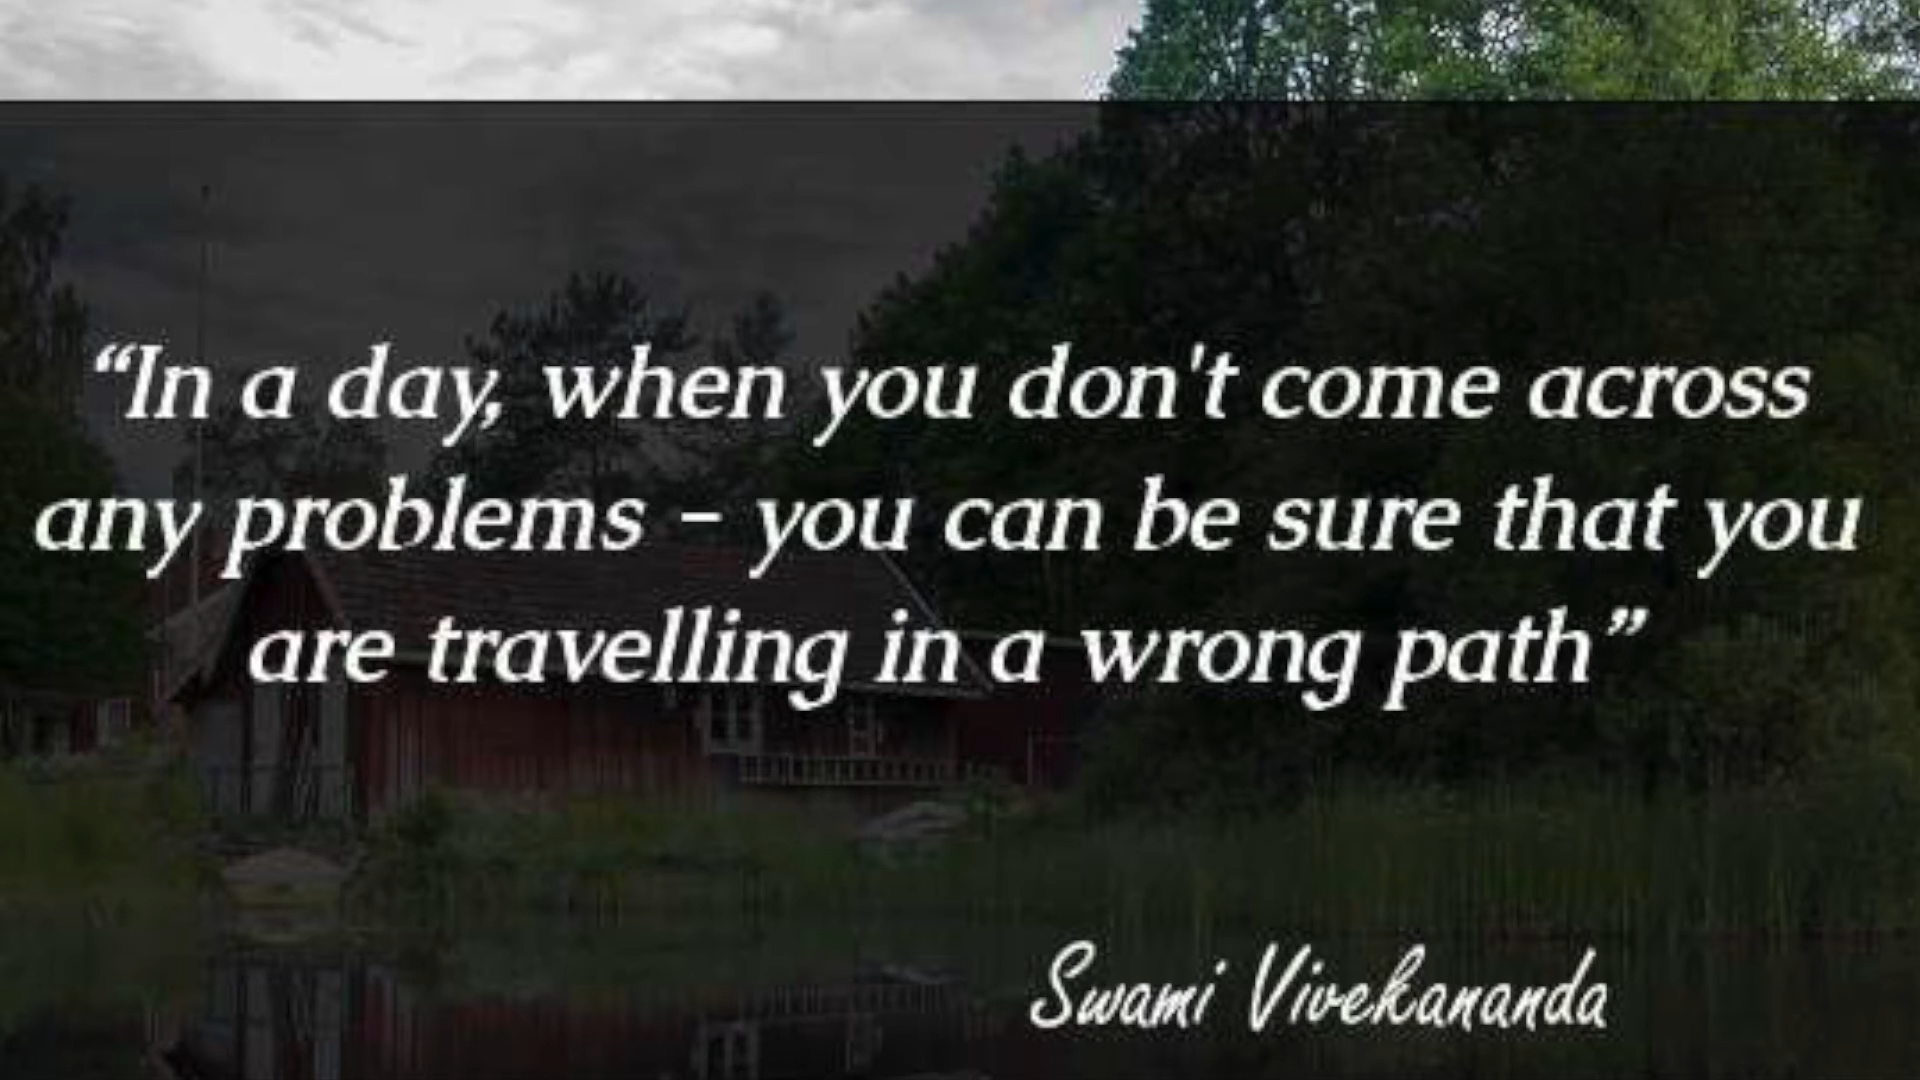 “In a day, when you don't come across
any problems – you can be sure that you
are travelling in a wrong path”
Swami Vivekananda